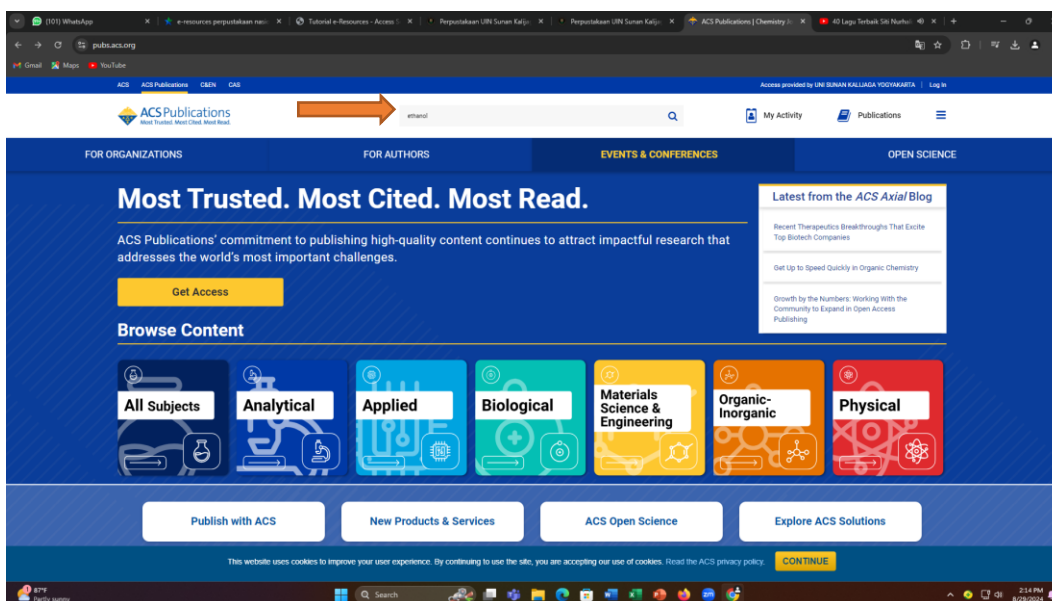 (101) WhatsApp
e-resources perpustakaan nasio
Tutorial e-Resources - Access S
Perpustakaan UIN Sunan Kalija
Perpustakaan UIN Sunan Kalija
ACS Publications | Chemistry Jo
40 Lagu Terbaik Siti Nurhali
pubs.acs.org
Gmail
Maps
YouTube
ACS
ACS Publications
C&EN
CAS
Access provided by UNI SUNAN KALIJAGA YOGYAKARTA | Log In
ACS Publications
Most Trusted. Most Cited. Most Read.
ethanol
My Activity
Publications
FOR ORGANIZATIONS
FOR AUTHORS
EVENTS & CONFERENCES
OPEN SCIENCE
Most Trusted. Most Cited. Most Read.
ACS Publications' commitment to publishing high-quality content continues to attract impactful research that
addresses the world's most important challenges.
Get Access
Latest from the ACS Axial Blog
Recent Therapeutics Breakthroughs That Excite
Top Biotech Companies
Get Up to Speed Quickly in Organic Chemistry
Growth by the Numbers: Working With the
Community to Expand in Open Access
Publishing
Browse Content
All Subjects
Analytical
Applied
Biological
Materials
Science &
Engineering
Organic-
Inorganic
Physical
Publish with ACS
New Products & Services
ACS Open Science
Explore ACS Solutions
This website uses cookies to improve your user experience. By continuing to use the site, you are accepting our use of cookies. Read the ACS privacy policy.
CONTINUE
87°F
Partly sunny
Search
2:14 PM
8/29/2024